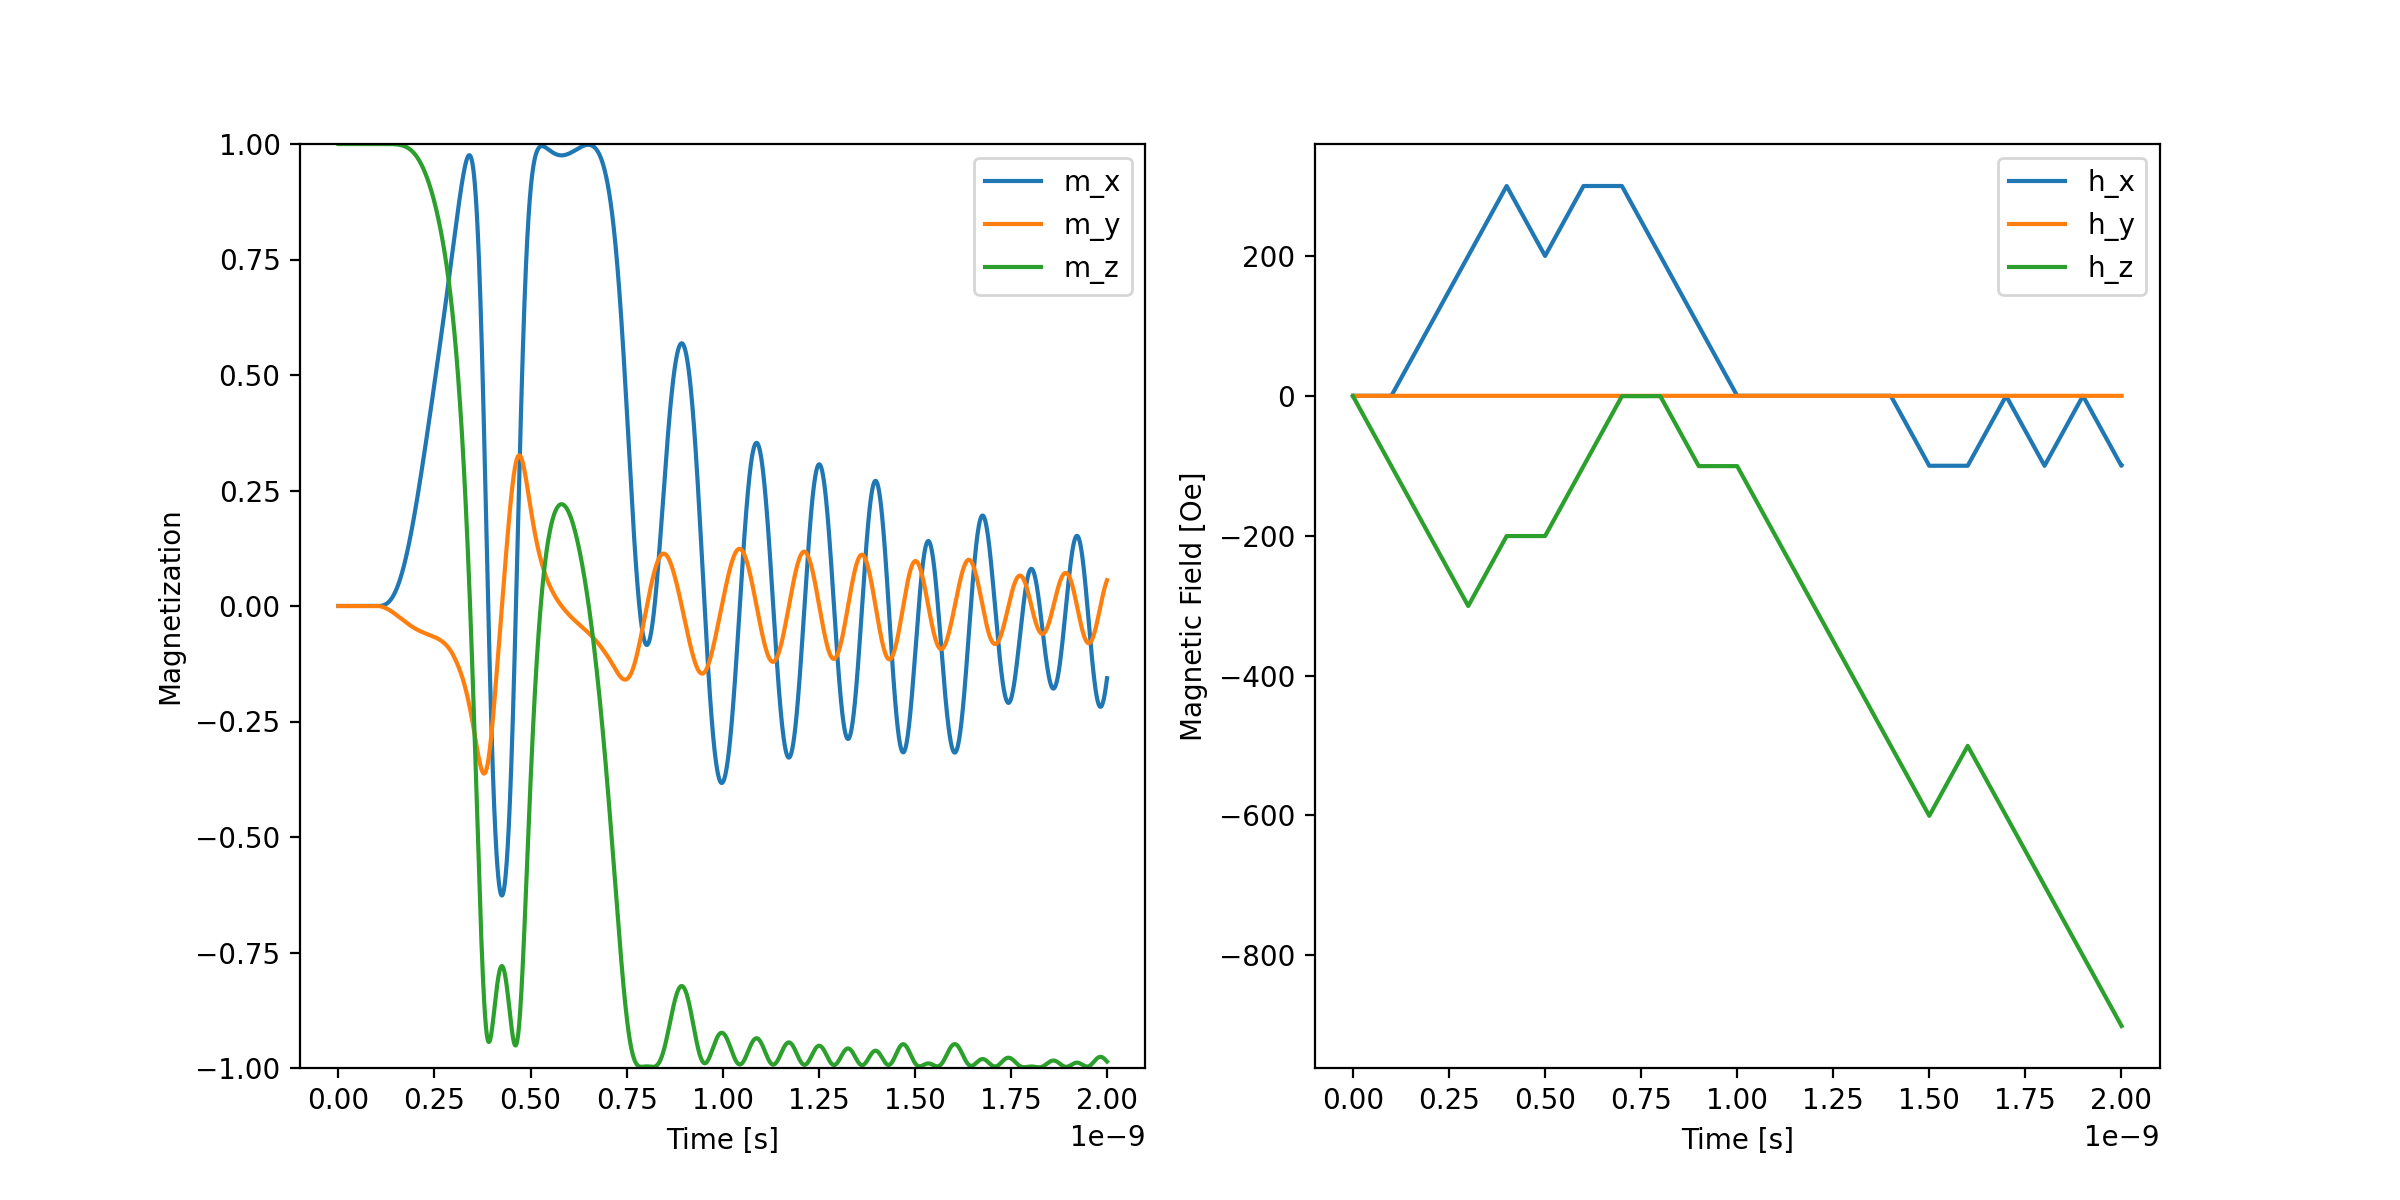 1.00
0.75
0.50
0.25
0.00
−0.25
−0.50
−0.75
−1.00
Magnetization
m_x
m_y
m_z
0.00 0.25 0.50 0.75 1.00 1.25 1.50 1.75 2.00
Time [s]
1e−9
200
0
−200
−400
−600
−800
Magnetic Field [Oe]
h_x
h_y
h_z
0.00 0.25 0.50 0.75 1.00 1.25 1.50 1.75 2.00
Time [s]
1e−9